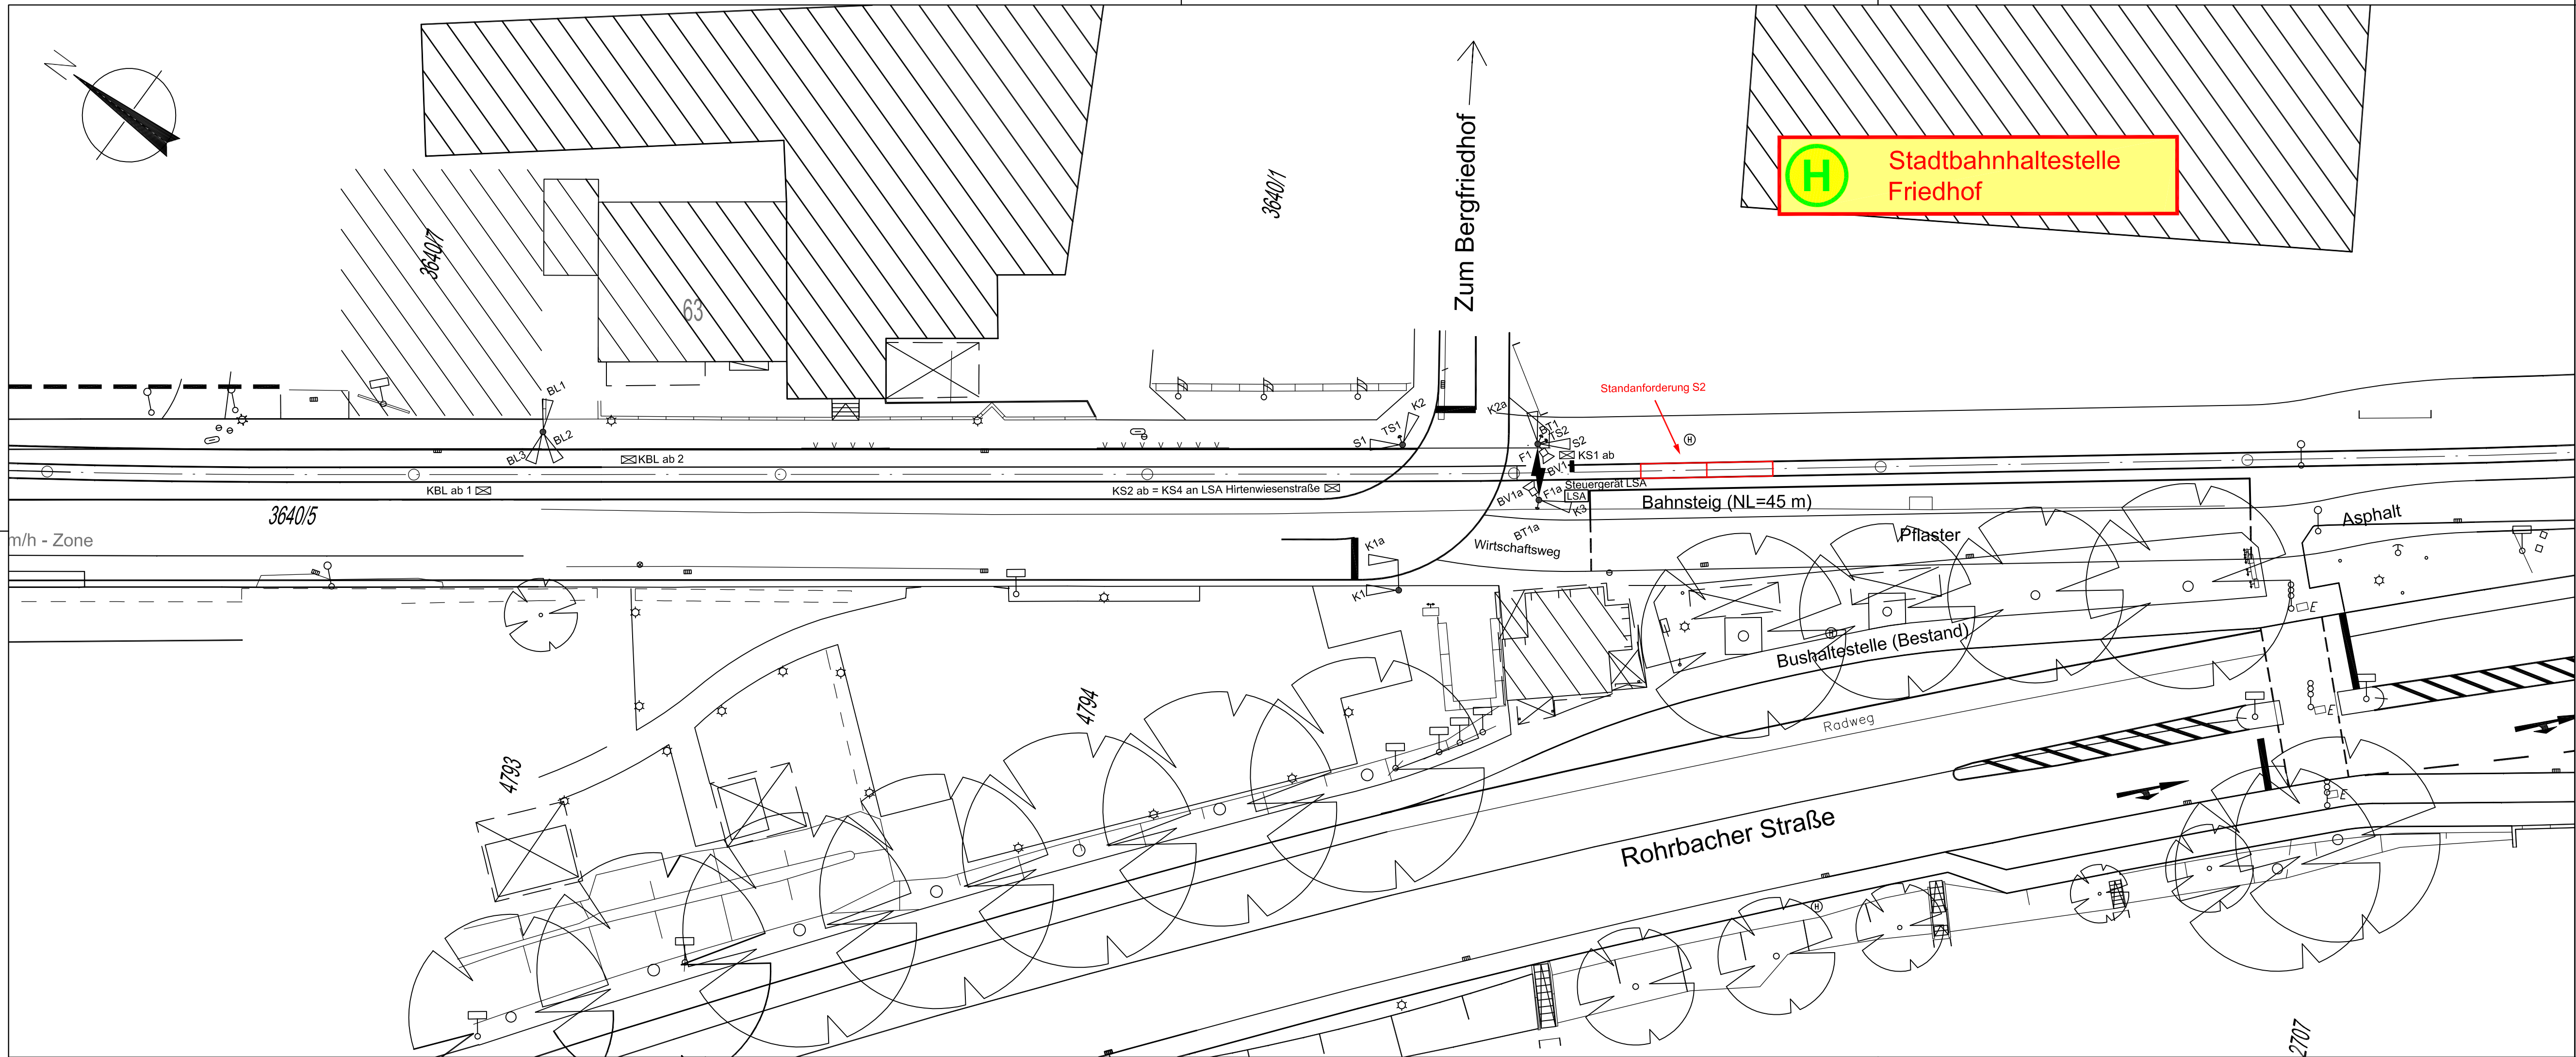 N
Zum Bergfriedhof
H
Stadtbahnhaltestelle
Friedhof
3640/1
3640/7
63
Standanforderung S2
BL1
BL2
BL3
KBL ab 2
KBL ab 1
3640/5
m/h - Zone
K2
TS1
S1
KS2 ab = KS4 an LSA Hirtenwiesenstraße
K2a
BT1
TS2
S2
F1
KS1 ab
BV1
BV1a
F1a
Steuergerät LSA
LSA
K3
H
Bahnsteig (NL=45 m)
BT1a
Wirtschaftsweg
Pflaster
Asphalt
K1a
K1
H
Bushaltestelle (Bestand)
E
E
E
Radweg
4794
4793
Rohrbacher Straße
H
2707